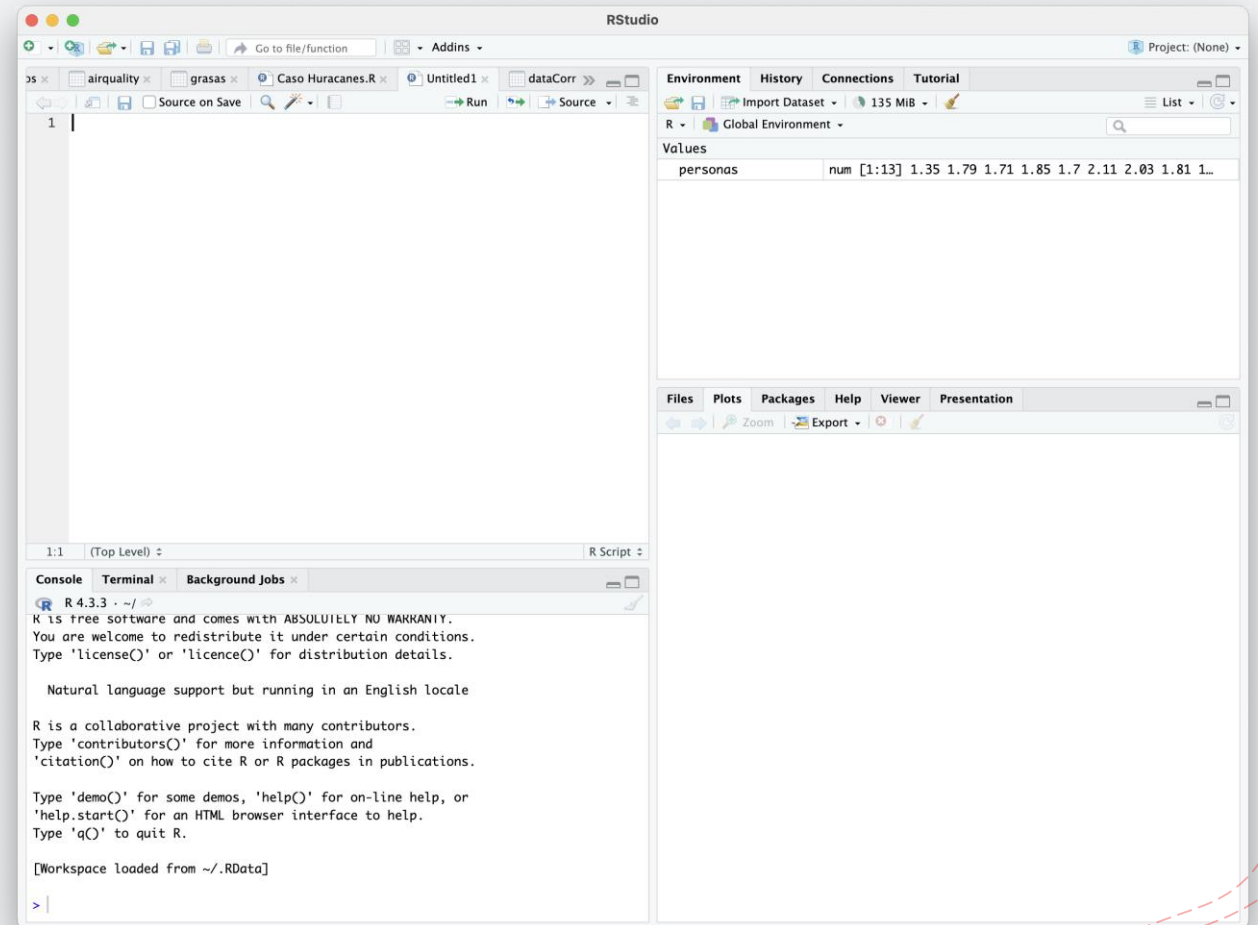 RStudio
Go to file/function
Addins
Project: (None)
airquality
grasas
Caso Huracanes.R
Untitled1
dataCorr
Source on Save
Run
Source
1
1:1
(Top Level)
R Script
Console
Terminal
Background Jobs
R 4.3.3 · ~/
R is free software and comes with ABSOLUTELY NO WARRANTY.
You are welcome to redistribute it under certain conditions.
Type 'license()' or 'licence()' for distribution details.
Natural language support but running in an English locale
R is a collaborative project with many contributors.
Type 'contributors()' for more information and
'citation()' on how to cite R or R packages in publications.
Type 'demo()' for some demos, 'help()' for on-line help, or
'help.start()' for an HTML browser interface to help.
Type 'q()' to quit R.
[Workspace loaded from ~/.RData]
>
Environment
History
Connections
Tutorial
Import Dataset
135 MiB
List
R
Global Environment
Values
personas
num [1:13] 1.35 1.79 1.71 1.85 1.7 2.11 2.03 1.81 1…
Files
Plots
Packages
Help
Viewer
Presentation
Zoom
Export